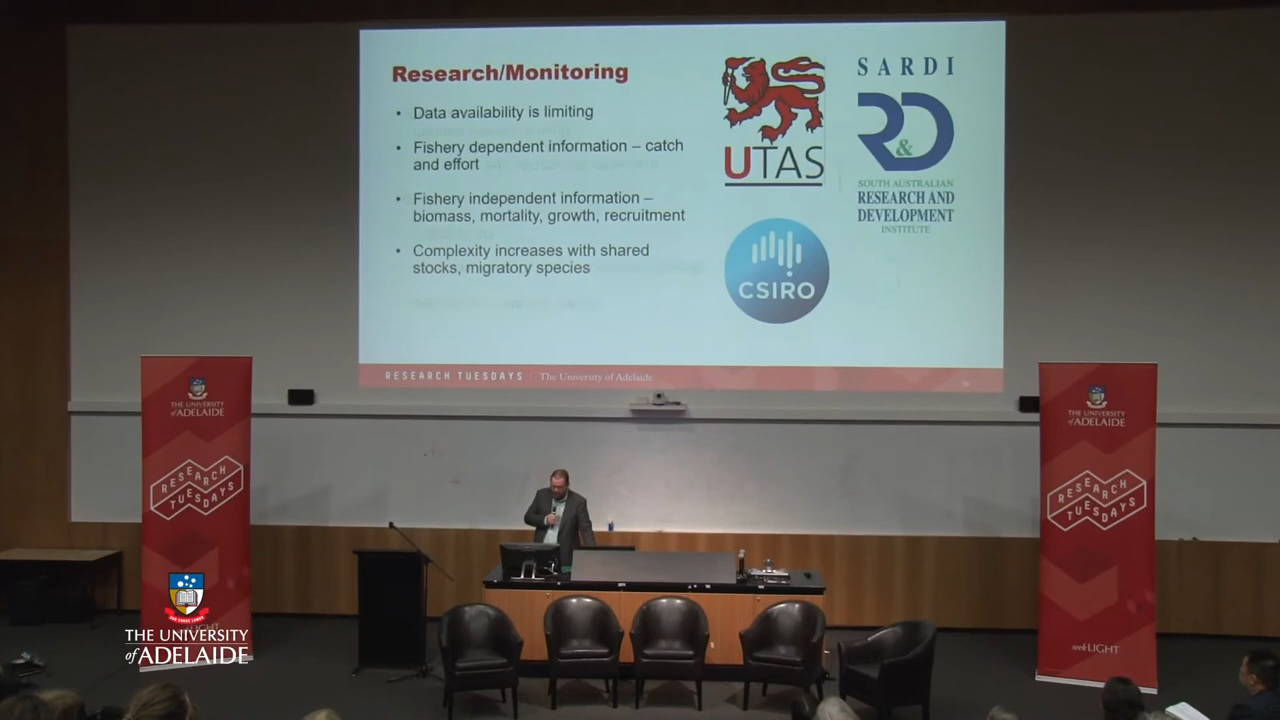 Research/Monitoring
• Data availability is limiting
• Fishery dependent information – catch
and effort
• Fishery independent information –
biomass, mortality, growth, recruitment
• Complexity increases with shared
stocks, migratory species
UTAS
SARDI
R&D
SOUTH AUSTRALIAN
RESEARCH AND
DEVELOPMENT
INSTITUTE
CSIRO
RESEARCH TUESDAYS | The University of Adelaide
THE UNIVERSITY
of ADELAIDE
RESEARCH
TUESDAYS
THE UNIVERSITY
of ADELAIDE
THE UNIVERSITY
of ADELAIDE
RESEARCH
TUESDAYS
seek LIGHT